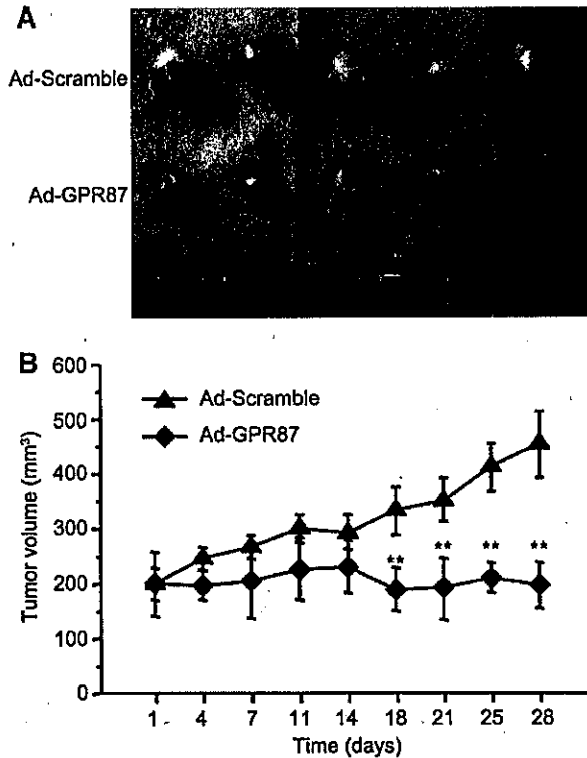 A
Ad-Scramble
Ad-GPR87
B
600
500
400
300
200
100
0
Tumor volume (mm³)
Ad-Scramble
Ad-GPR87
** ** ** **
1 4 7 11 14 18 21 25 28
Time (days)